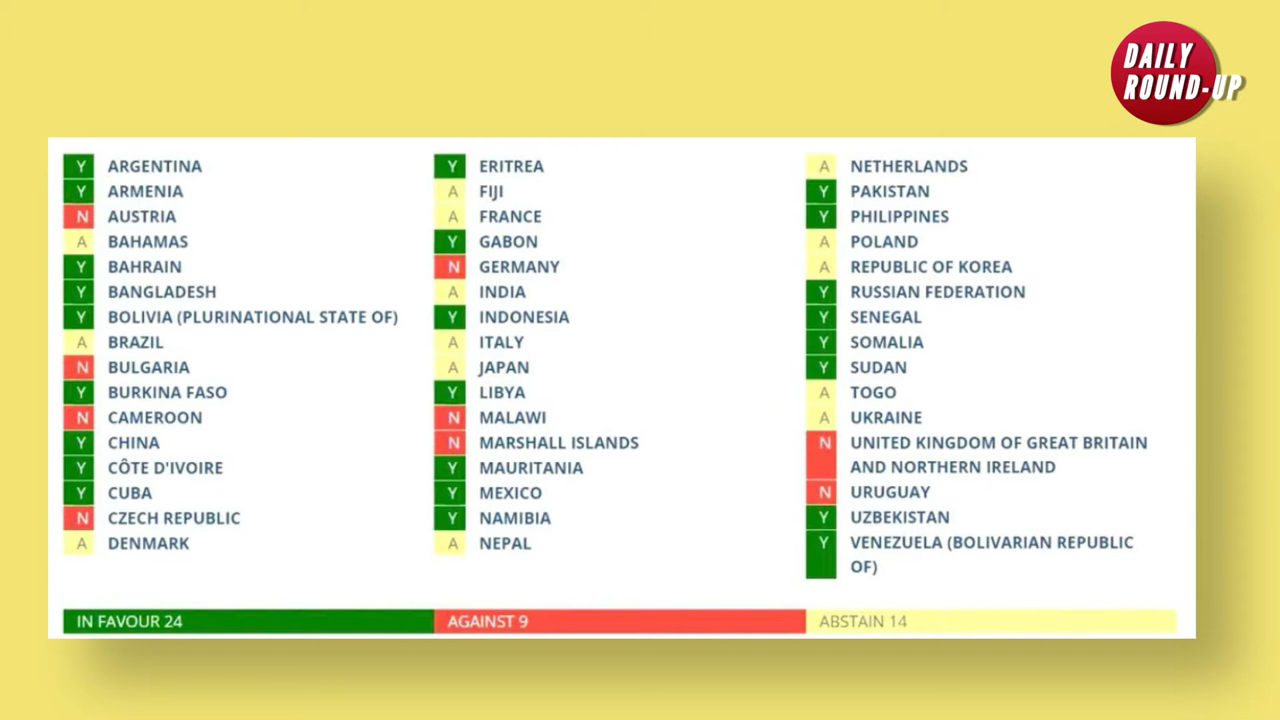 DAILY
ROUND-UP
Y ARGENTINA
Y ARMENIA
N AUSTRIA
A BAHAMAS
Y BAHRAIN
Y BANGLADESH
Y BOLIVIA (PLURINATIONAL STATE OF)
A BRAZIL
N BULGARIA
Y BURKINA FASO
N CAMEROON
Y CHINA
Y CÔTE D'IVOIRE
Y CUBA
N CZECH REPUBLIC
A DENMARK
Y ERITREA
A FIJI
A FRANCE
Y GABON
N GERMANY
A INDIA
Y INDONESIA
A ITALY
A JAPAN
Y LIBYA
N MALAWI
N MARSHALL ISLANDS
Y MAURITANIA
Y MEXICO
Y NAMIBIA
A NEPAL
A NETHERLANDS
Y PAKISTAN
Y PHILIPPINES
A POLAND
A REPUBLIC OF KOREA
Y RUSSIAN FEDERATION
Y SENEGAL
Y SOMALIA
Y SUDAN
A TOGO
A UKRAINE
N UNITED KINGDOM OF GREAT BRITAIN
AND NORTHERN IRELAND
N URUGUAY
Y UZBEKISTAN
Y VENEZUELA (BOLIVARIAN REPUBLIC
OF)
IN FAVOUR 24
AGAINST 9
ABSTAIN 14